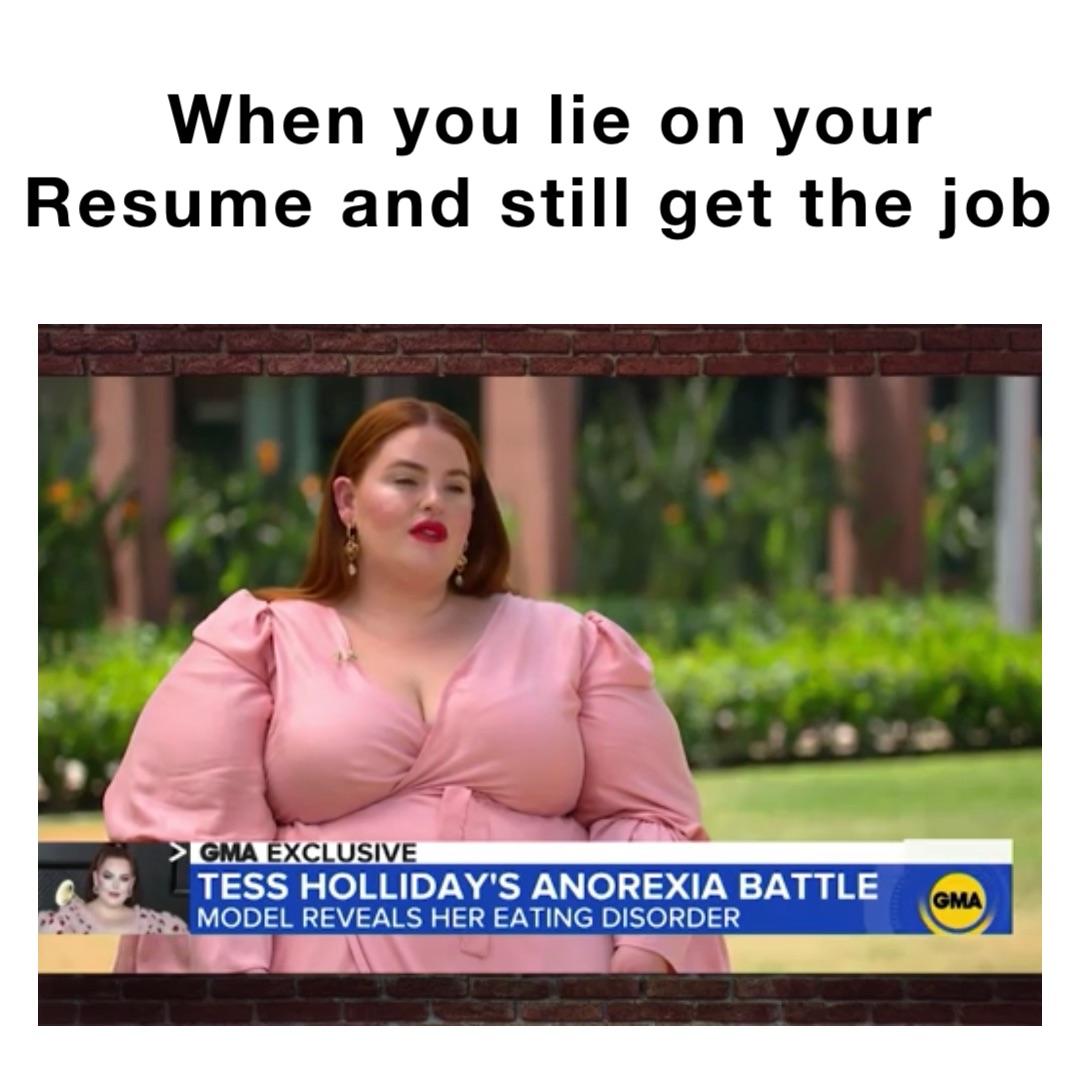 When you lie on your
Resume and still get the job
> GMA EXCLUSIVE
TESS HOLLIDAY'S ANOREXIA BATTLE
MODEL REVEALS HER EATING DISORDER
GMA